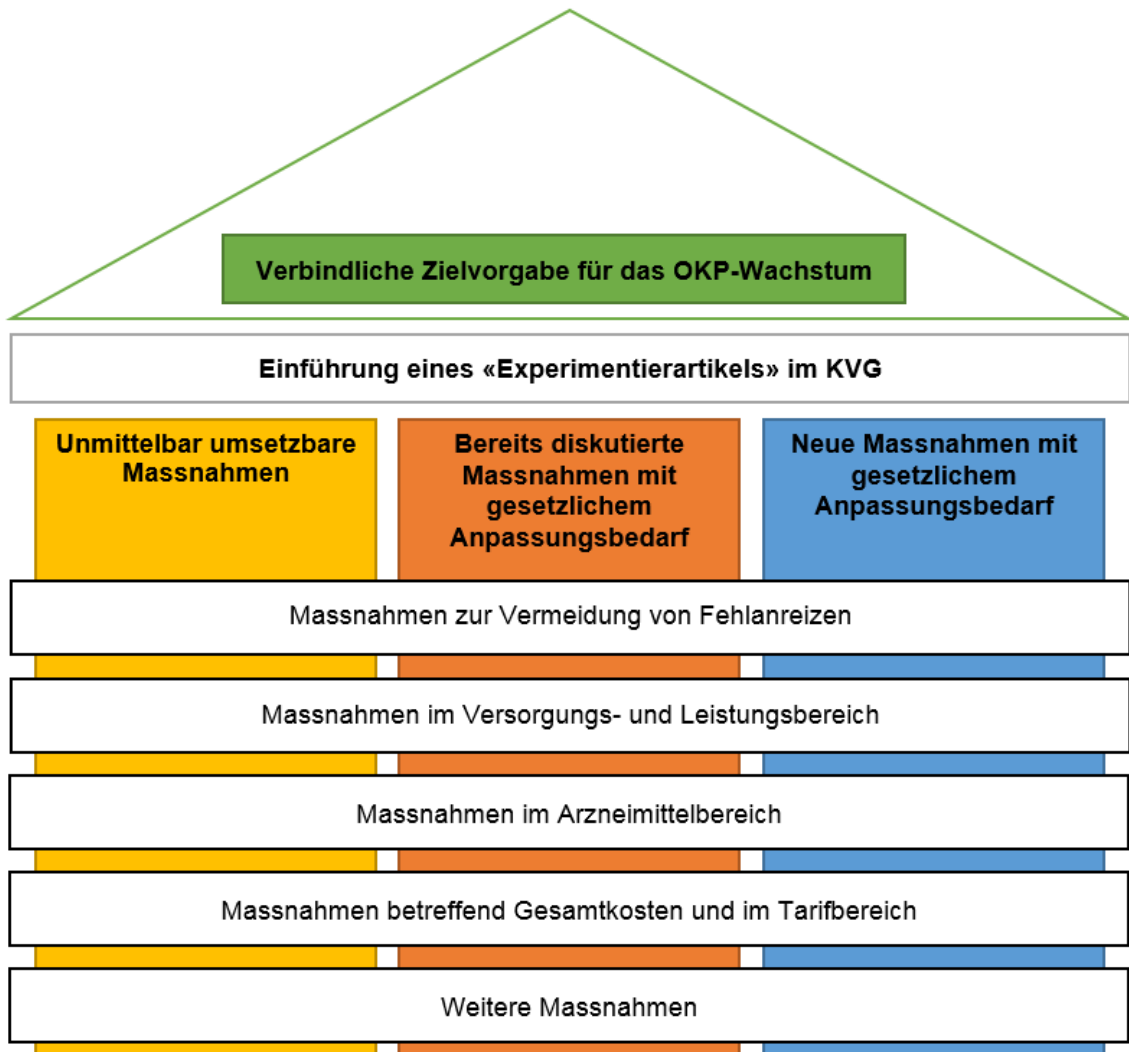 Verbindliche Zielvorgabe für das OKP-Wachstum
Einführung eines «Experimentierartikels» im KVG
Unmittelbar umsetzbare
Massnahmen
Bereits diskutierte
Massnahmen mit
gesetzlichem
Anpassungsbedarf
Neue Massnahmen mit
gesetzlichem
Anpassungsbedarf
Massnahmen zur Vermeidung von Fehlanreizen
Massnahmen im Versorgungs- und Leistungsbereich
Massnahmen im Arzneimittelbereich
Massnahmen betreffend Gesamtkosten und im Tarifbereich
Weitere Massnahmen